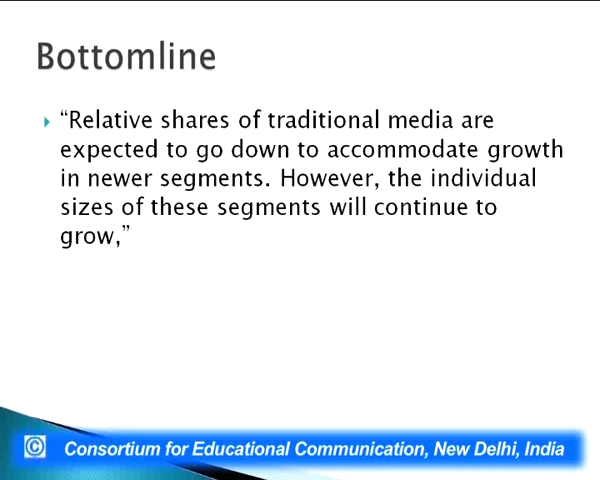 Bottomline
“Relative shares of traditional media are
expected to go down to accommodate growth
in newer segments. However, the individual
sizes of these segments will continue to
grow,”
© Consortium for Educational Communication, New Delhi, India